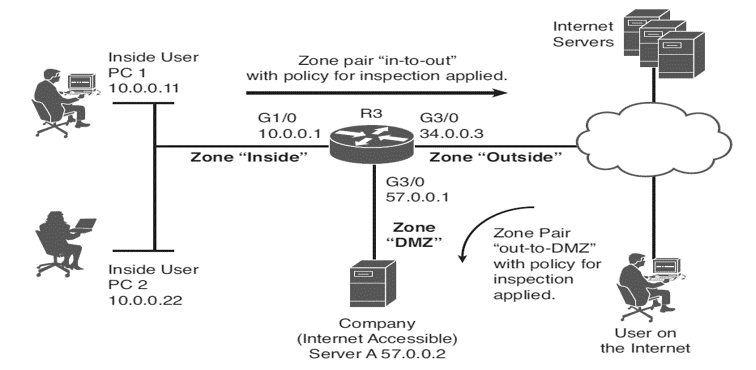 Internet
Servers
Inside User
PC 1
10.0.0.11
Zone pair “in-to-out”
with policy for inspection applied.
G1/0
10.0.0.1
R3
G3/0
34.0.0.3
Zone “Inside”
Zone “Outside”
G3/0
57.0.0.1
Zone
“DMZ”
Zone Pair
“out-to-DMZ”
with policy for
inspection
applied.
Inside User
PC 2
10.0.0.22
Company
(Internet Accessible)
Server A 57.0.0.2
User on
the Internet